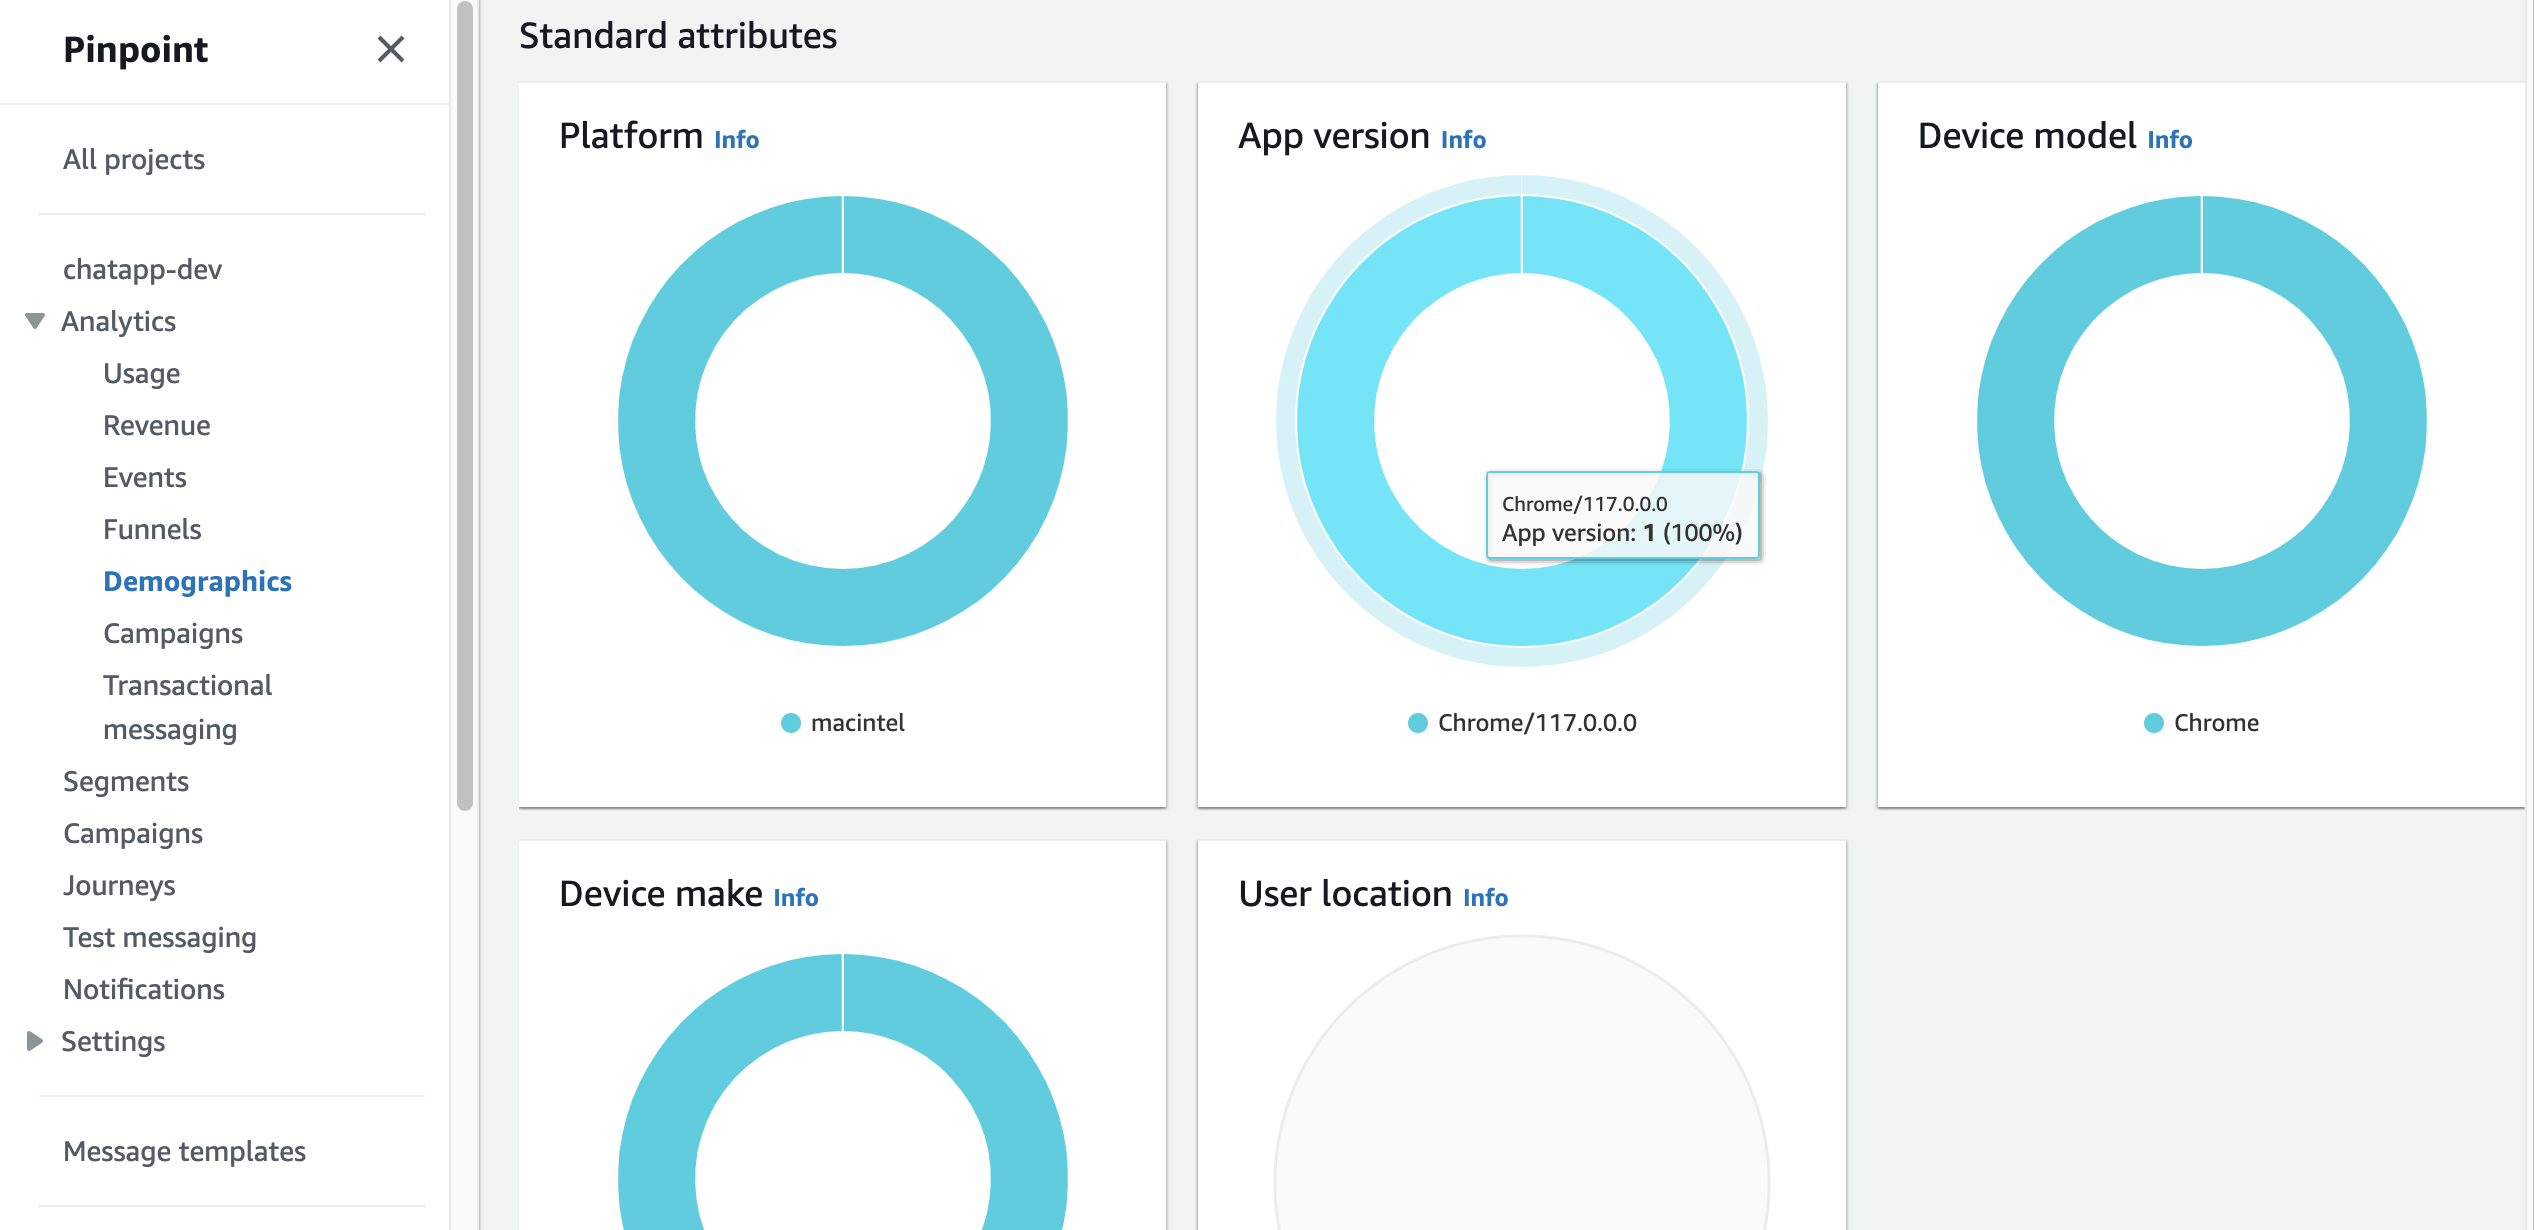 Pinpoint
All projects
chatapp-dev
Analytics
Usage
Revenue
Events
Funnels
Demographics
Campaigns
Transactional
messaging
Segments
Campaigns
Journeys
Test messaging
Notifications
Settings
Message templates
Standard attributes
Platform Info
macintel
App version Info
Chrome/117.0.0.0
App version: 1 (100%)
Chrome/117.0.0.0
Device model Info
Chrome
Device make Info
User location Info